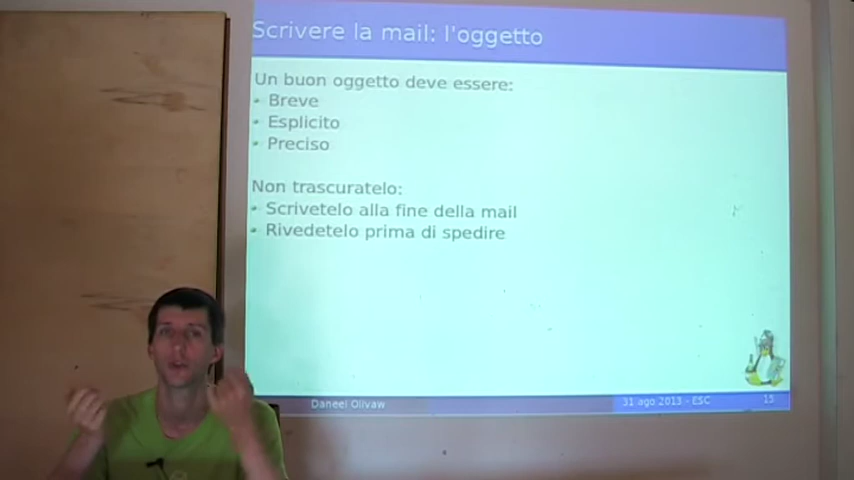 Scrivere la mail: l'oggetto
Un buon oggetto deve essere:
Breve
Esplicito
Preciso
Non trascuratelo:
Scrivetelo alla fine della mail
Rivedetelo prima di spedire
Daneel Olivaw
31 ago 2013 - ESC
15